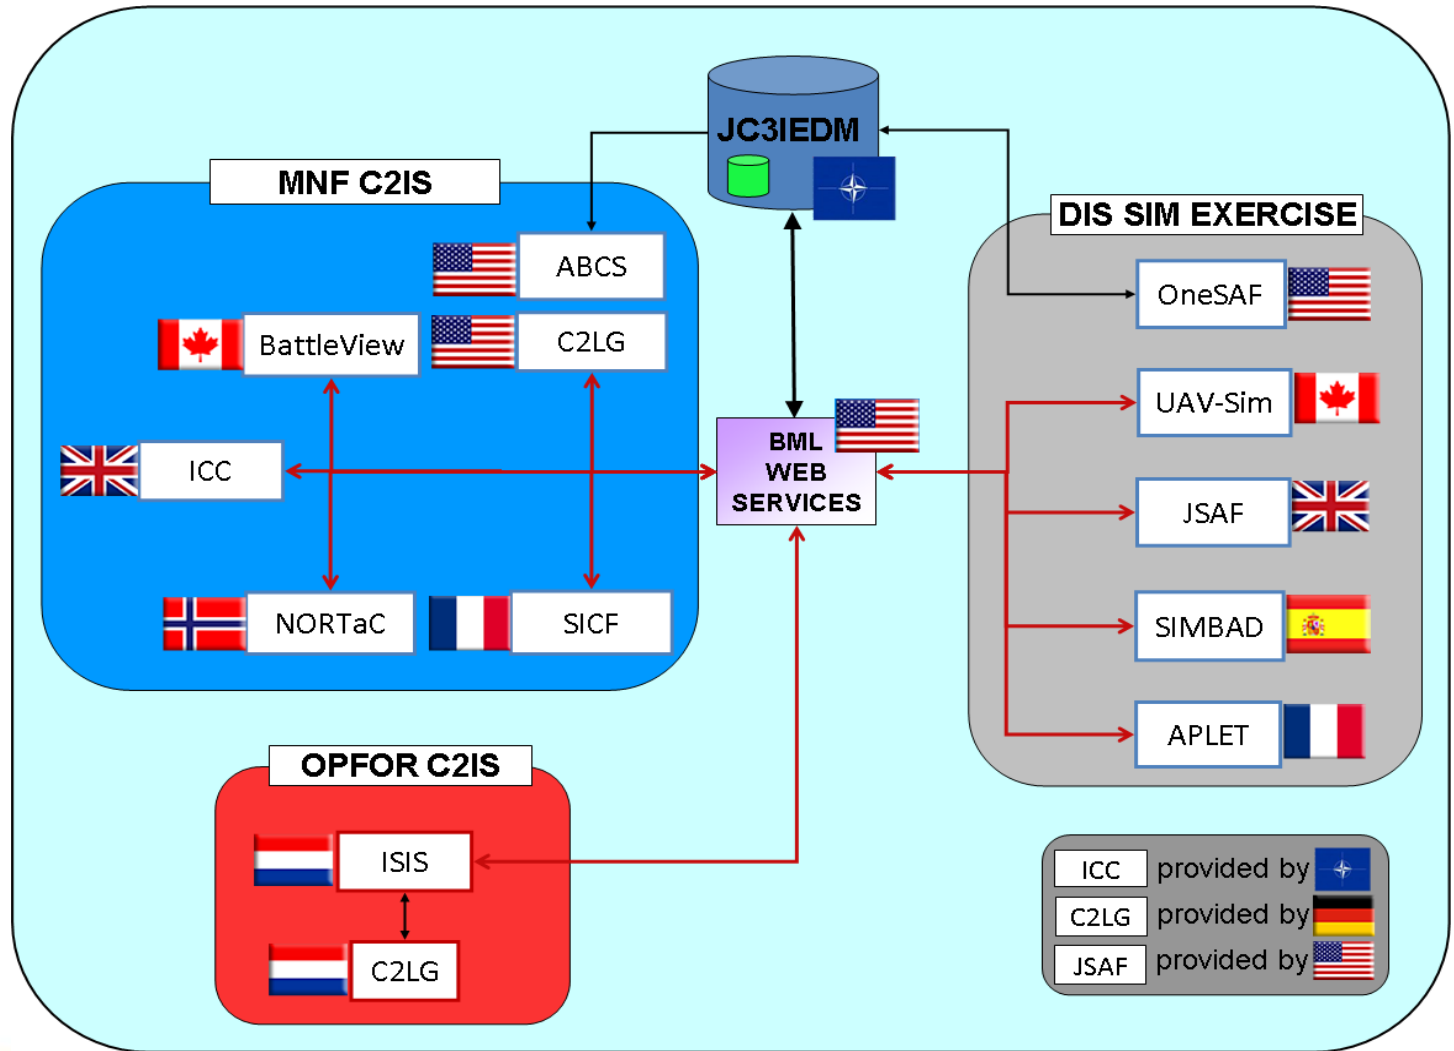 JC3IEDM
MNF C2IS
ABCS
BattleView
C2LG
ICC
NORTaC
SICF
BML
WEB
SERVICES
DIS SIM EXERCISE
OneSAF
UAV-Sim
JSAF
SIMBAD
APLET
OPFOR C2IS
ISIS
C2LG
ICC provided by
C2LG provided by
JSAF provided by